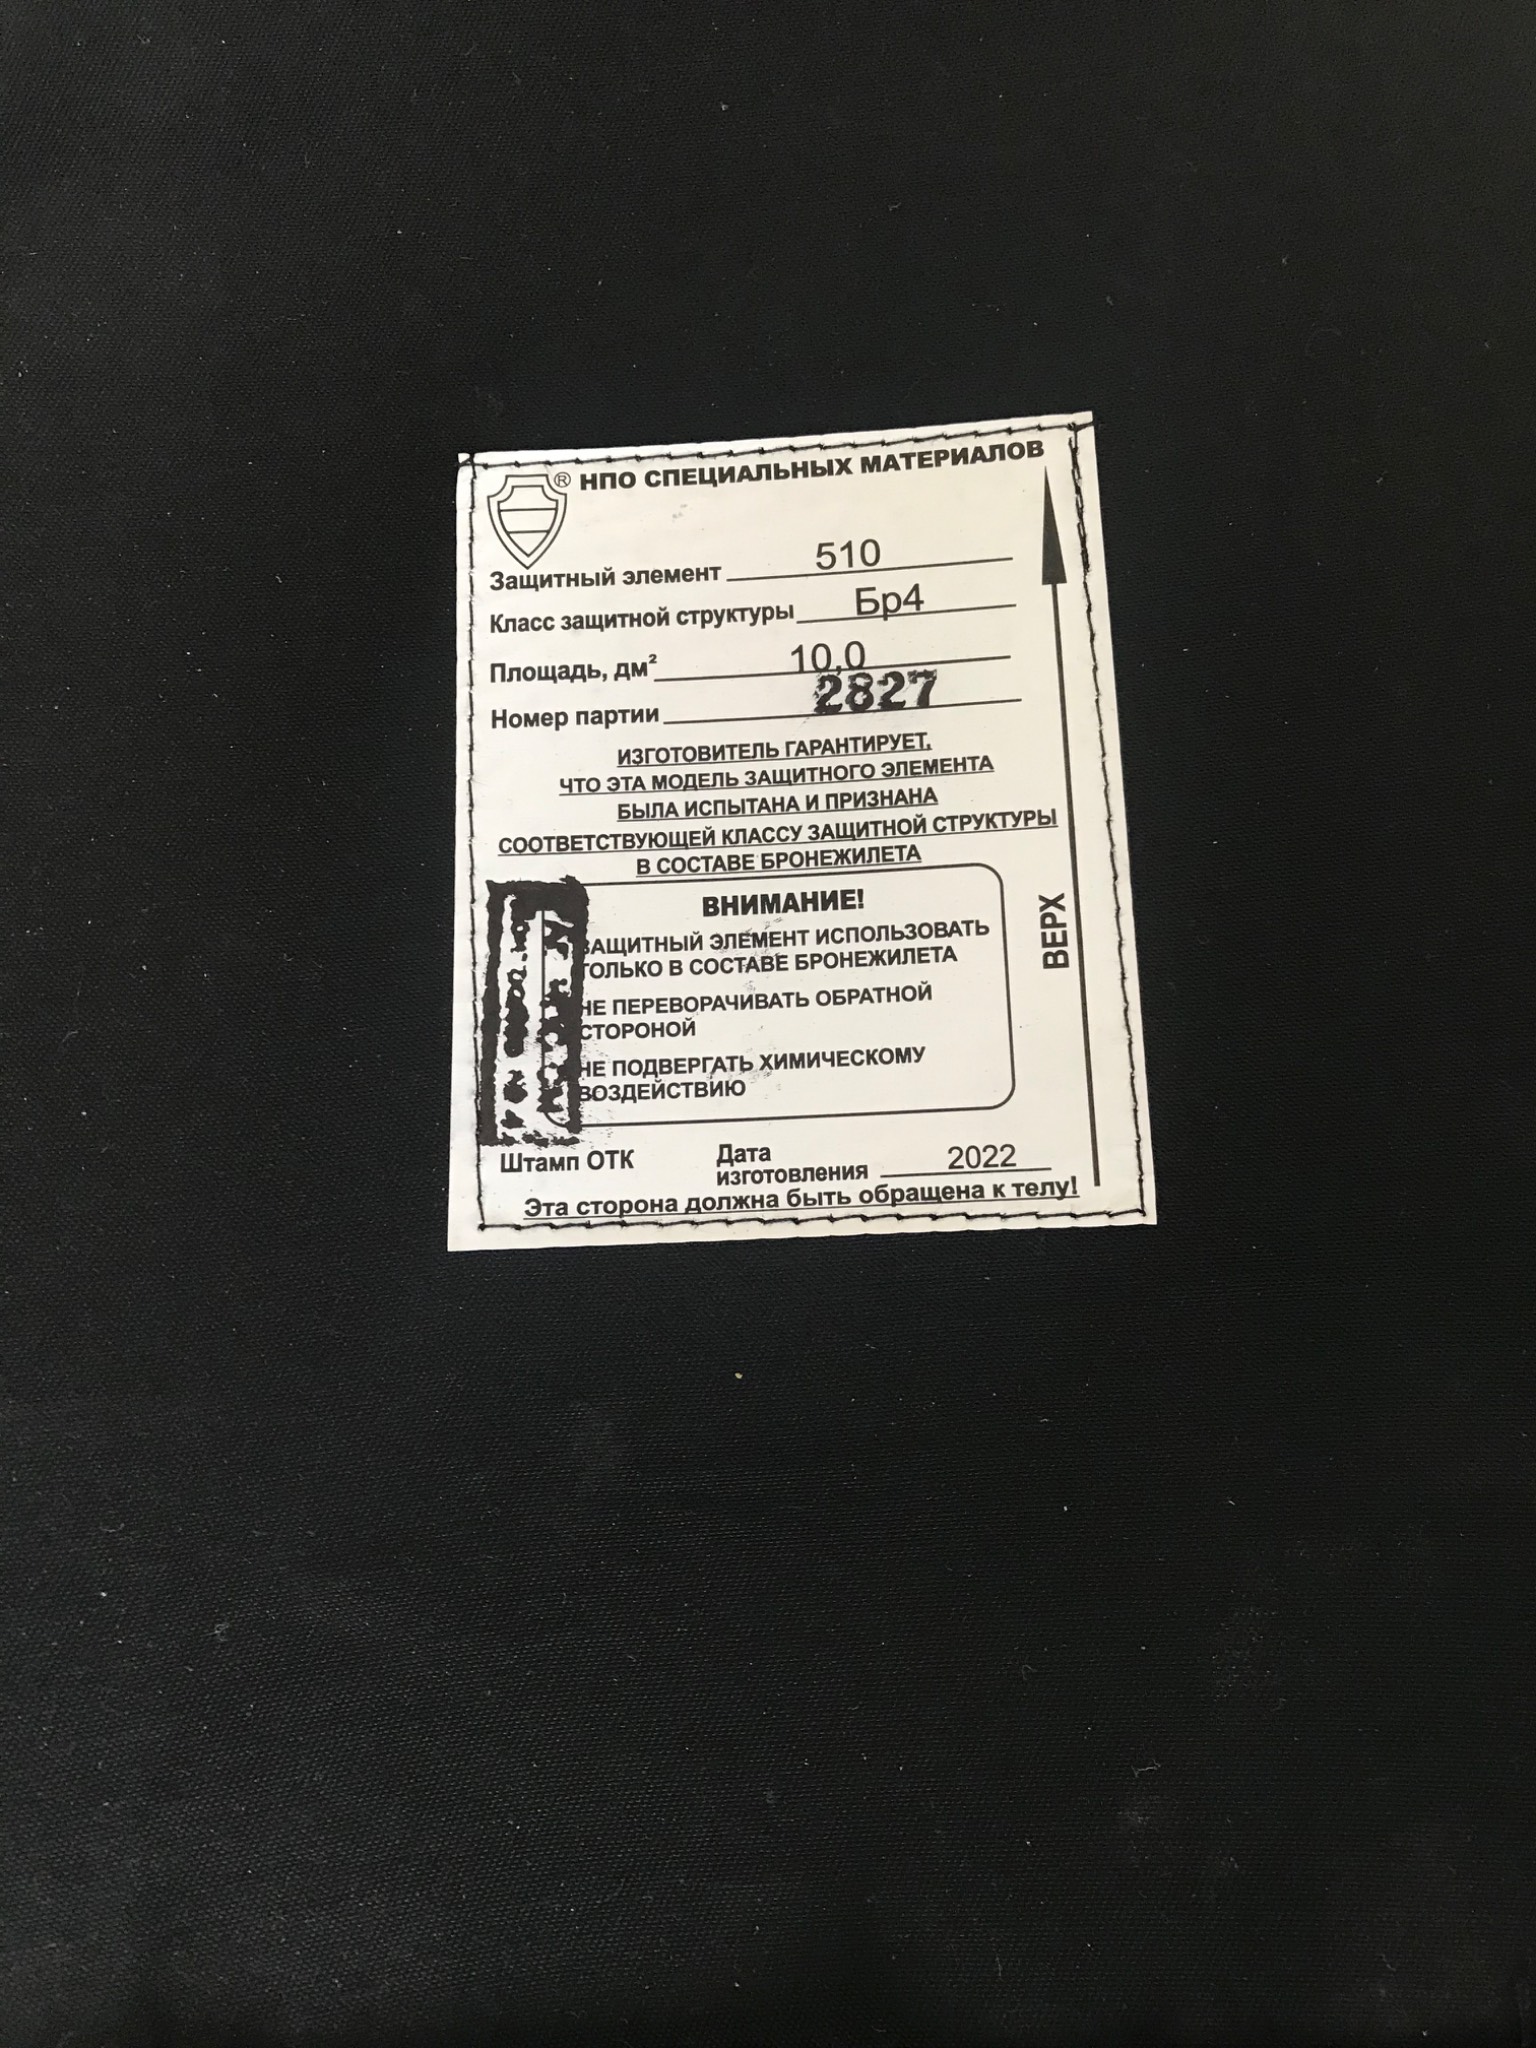 ® НПО СПЕЦИАЛЬНЫХ МАТЕРИАЛОВ
Защитный элемент 510
Класс защитной структуры Бр4
Площадь, дм² 10,0
Номер партии 2827
ИЗГОТОВИТЕЛЬ ГАРАНТИРУЕТ,
ЧТО ЭТА МОДЕЛЬ ЗАЩИТНОГО ЭЛЕМЕНТА
БЫЛА ИСПЫТАНА И ПРИЗНАНА
СООТВЕТСТВУЮЩЕЙ КЛАССУ ЗАЩИТНОЙ СТРУКТУРЫ
В СОСТАВЕ БРОНЕЖИЛЕТА
ВНИМАНИЕ!
ЗАЩИТНЫЙ ЭЛЕМЕНТ ИСПОЛЬЗОВАТЬ
ТОЛЬКО В СОСТАВЕ БРОНЕЖИЛЕТА
НЕ ПЕРЕВОРАЧИВАТЬ ОБРАТНОЙ
СТОРОНОЙ
НЕ ПОДВЕРГАТЬ ХИМИЧЕСКОМУ
ВОЗДЕЙСТВИЮ
ВЕРХ
Штамп ОТК
Дата
изготовления 2022
Эта сторона должна быть обращена к телу!